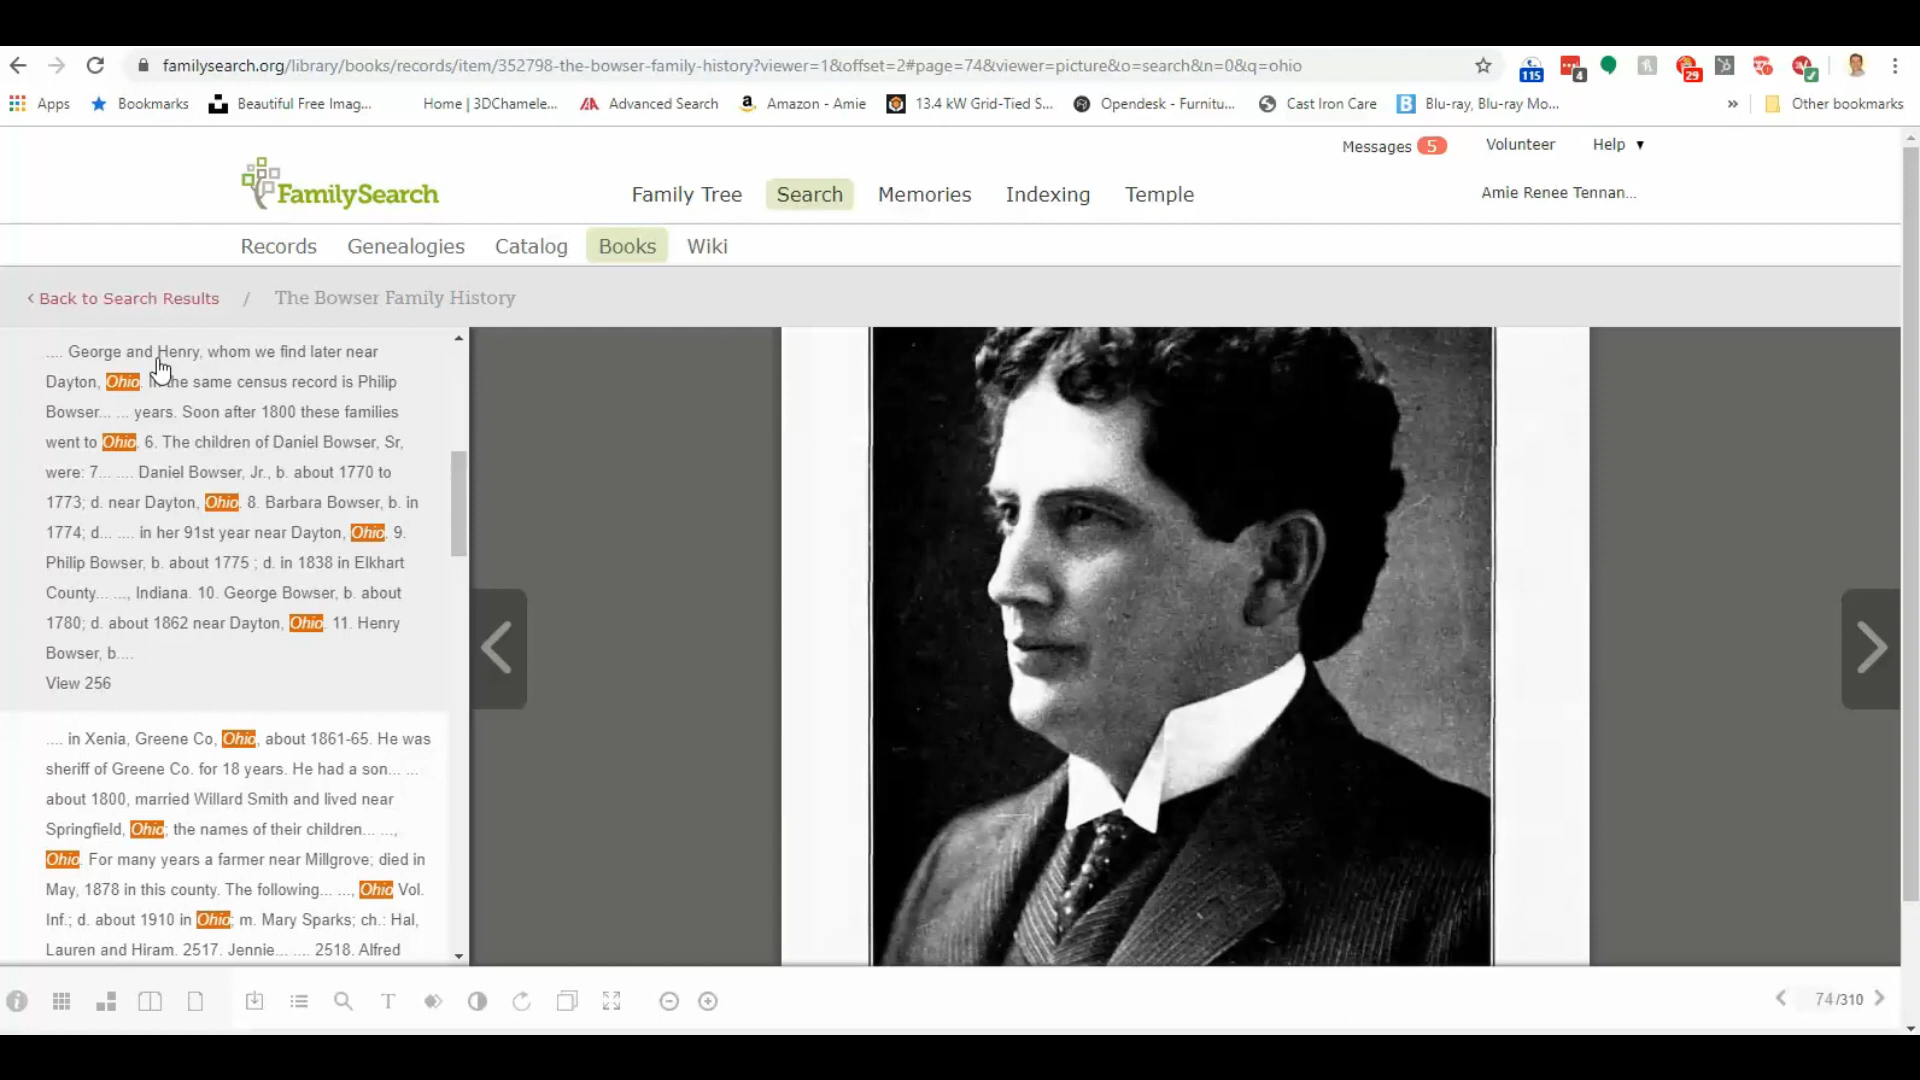 familysearch.org/library/books/records/item/352798-the-bowser-family-history?viewer=1&offset=2#page=74&viewer=picture&o=search&n=0&q=ohio
115
4
29
Apps
Bookmarks
Beautiful Free Imag...
Home | 3DChamele...
Advanced Search
Amazon - Amie
13.4 kW Grid-Tied S...
Opendesk - Furnitu...
Cast Iron Care
Blu-ray, Blu-ray Mo...
»
Other bookmarks
Messages 5
Volunteer
Help
FamilySearch
Family Tree
Search
Memories
Indexing
Temple
Amie Renee Tennan...
Records
Genealogies
Catalog
Books
Wiki
Back to Search Results / The Bowser Family History
.... George and Henry, whom we find later near
Dayton, Ohio. In the same census record is Philip
Bowser... ... years. Soon after 1800 these families
went to Ohio. 6. The children of Daniel Bowser, Sr,
were: 7... .... Daniel Bowser, Jr., b. about 1770 to
1773; d. near Dayton, Ohio. 8. Barbara Bowser, b. in
1774; d... .... in her 91st year near Dayton, Ohio. 9.
Philip Bowser, b. about 1775 ; d. in 1838 in Elkhart
County... ..., Indiana. 10. George Bowser, b. about
1780; d. about 1862 near Dayton, Ohio. 11. Henry
Bowser, b....
View 256
.... in Xenia, Greene Co, Ohio, about 1861-65. He was
sheriff of Greene Co. for 18 years. He had a son... ...
about 1800, married Willard Smith and lived near
Springfield, Ohio; the names of their children... ...,
Ohio. For many years a farmer near Millgrove; died in
May, 1878 in this county. The following... ..., Ohio Vol.
Inf.; d. about 1910 in Ohio; m. Mary Sparks; ch.: Hal,
Lauren and Hiram. 2517. Jennie... .... 2518. Alfred
T
74/310